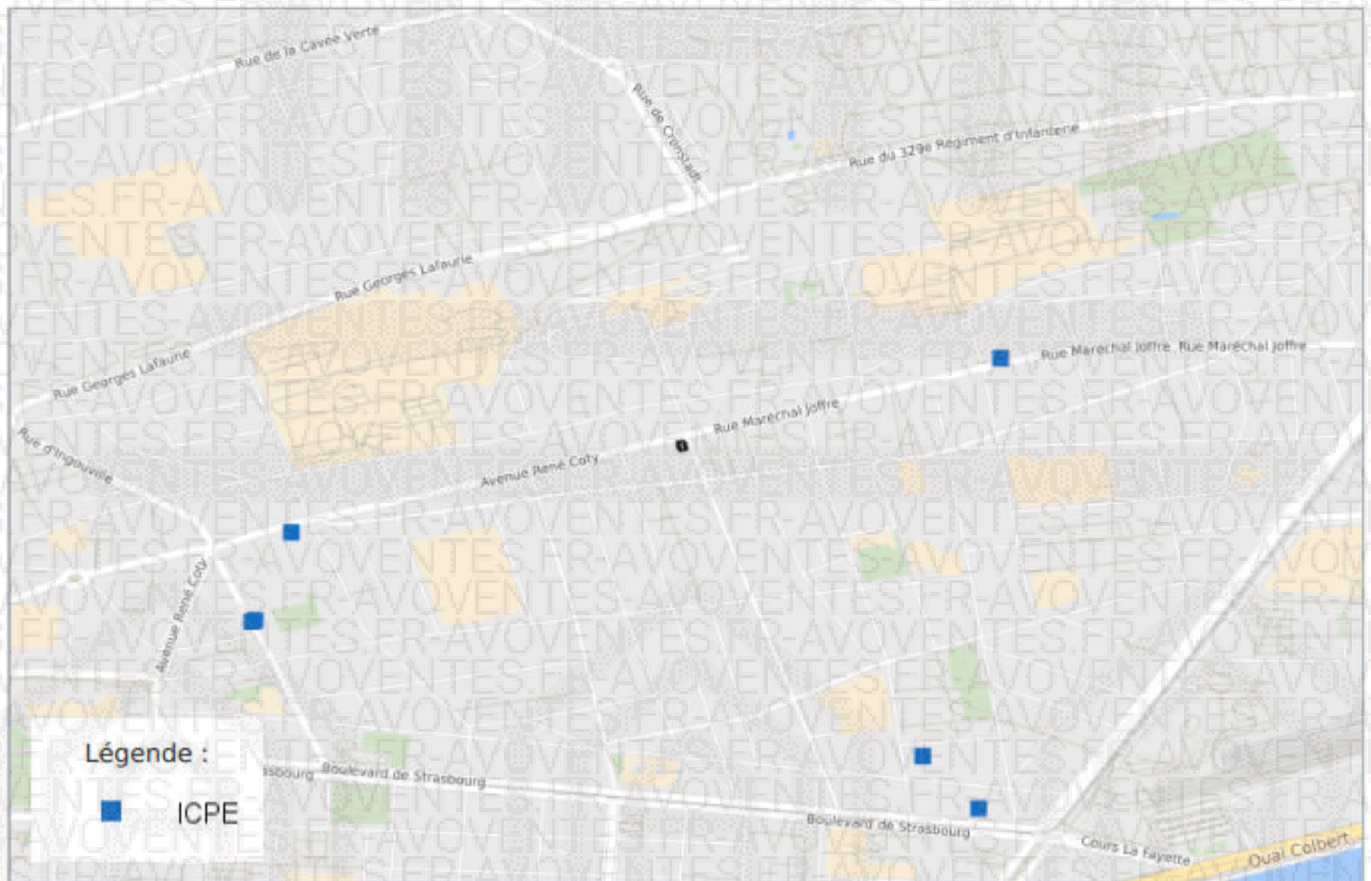 Rue de la Cavée Verte
Rue de Cronstadt
Rue du 329e Régiment d'Infanterie
Rue Georges Lafaurie
Rue Georges Lafaurie
Rue Maréchal Joffre Rue Maréchal Joffre
Rue Maréchal Joffre
Rue d'Ingouville
Avenue René Coty
Avenue René Coty
Légende :
ICPE
asbourg
Boulevard de Strasbourg
Boulevard de Strasbourg
Cours La Fayette
Quai Colbert